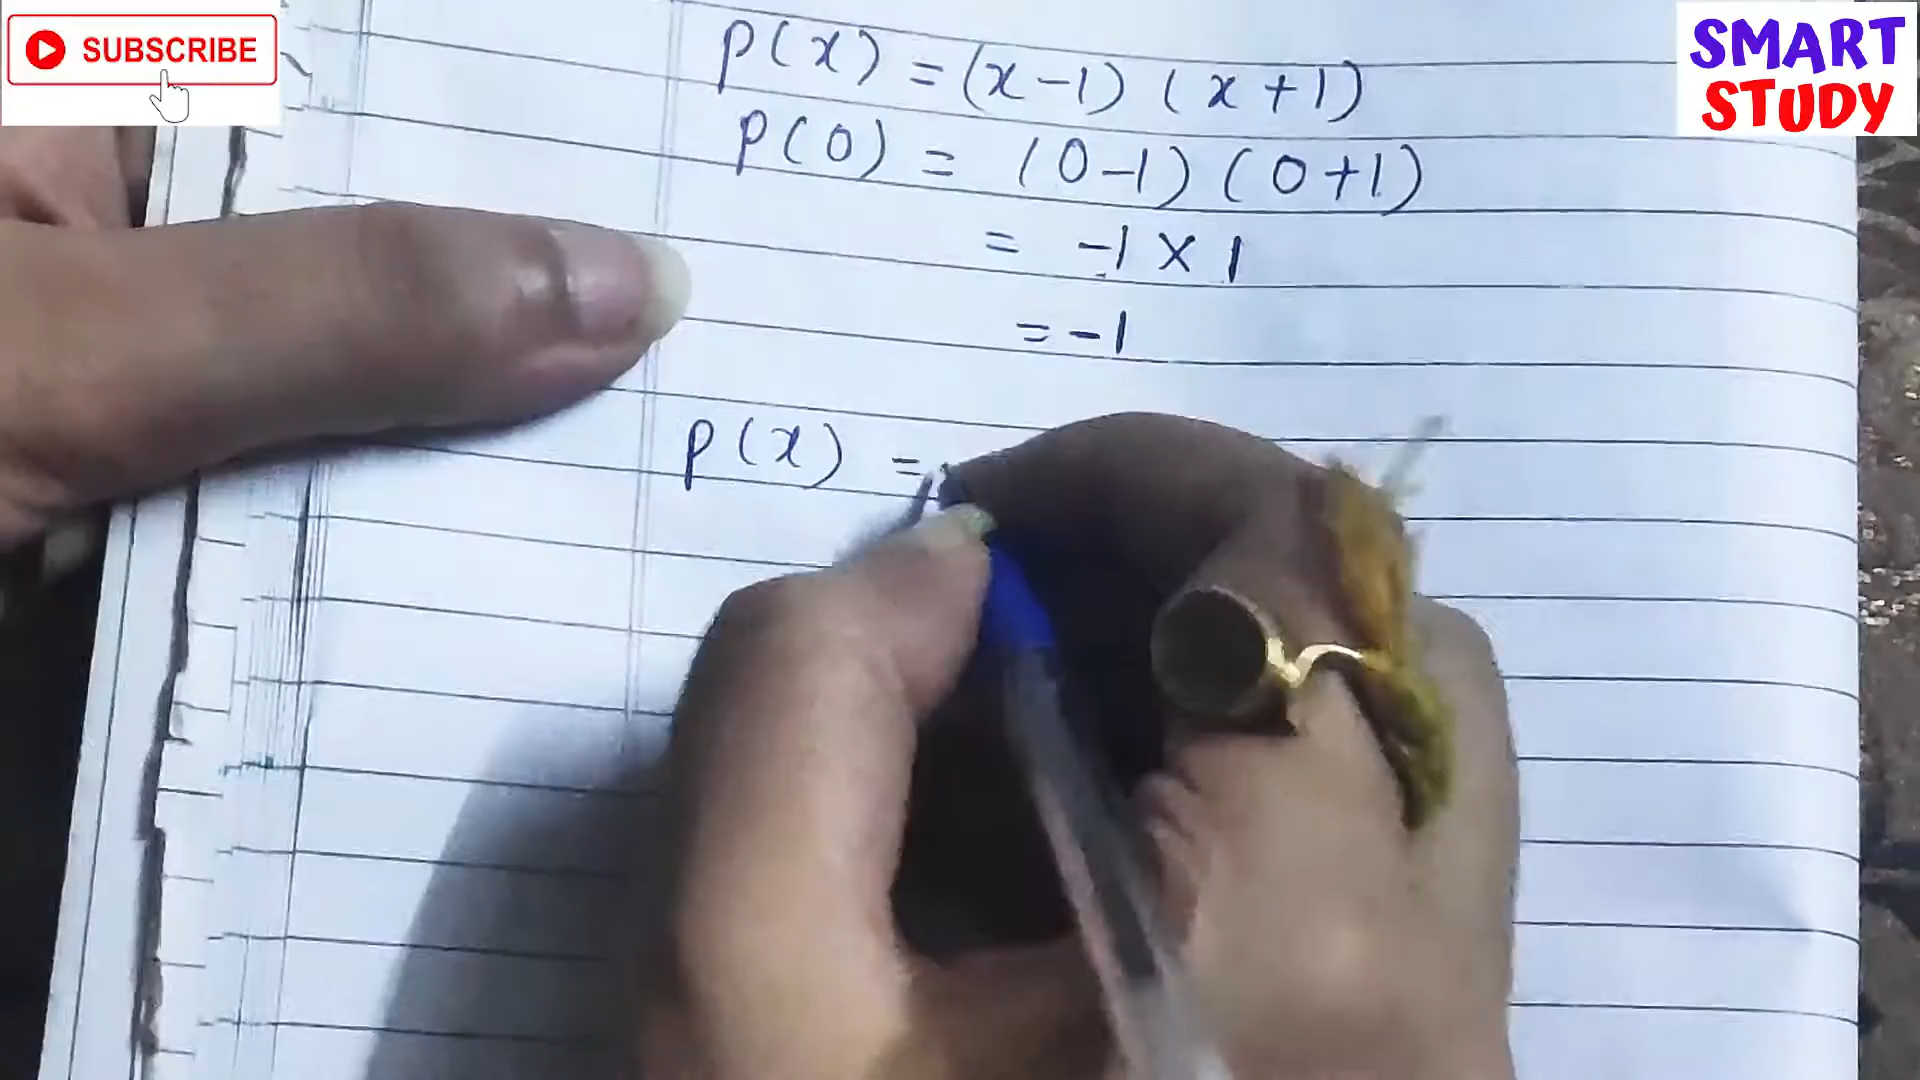 SUBSCRIBE
SMART
STUDY
p(x) = (x-1) (x+1)
p(0) = (0-1) (0+1)
= -1 × 1
= -1
p(x) =